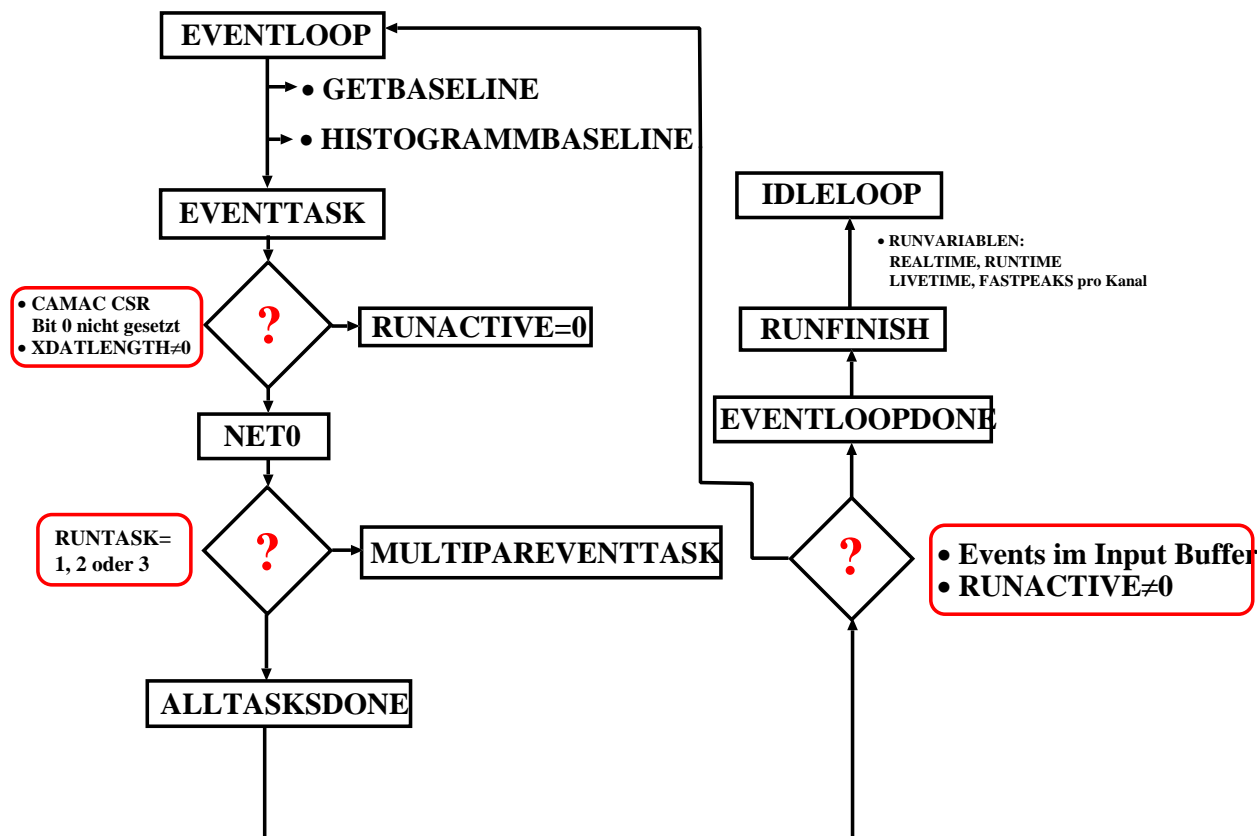 EVENTLOOP
• GETBASELINE
• HISTOGRAMMBASELINE
EVENTTASK
• CAMAC CSR
Bit 0 nicht gesetzt
• XDATLENGTH≠0
?
RUNACTIVE=0
NET0
RUNTASK=
1, 2 oder 3
?
MULTIPAREVENTTASK
ALLTASKSDONE
IDLELOOP
• RUNVARIABLEN:
REALTIME, RUNTIME
LIVETIME, FASTPEAKS pro Kanal
RUNFINISH
EVENTLOOPDONE
?
• Events im Input Buffer
• RUNACTIVE≠0